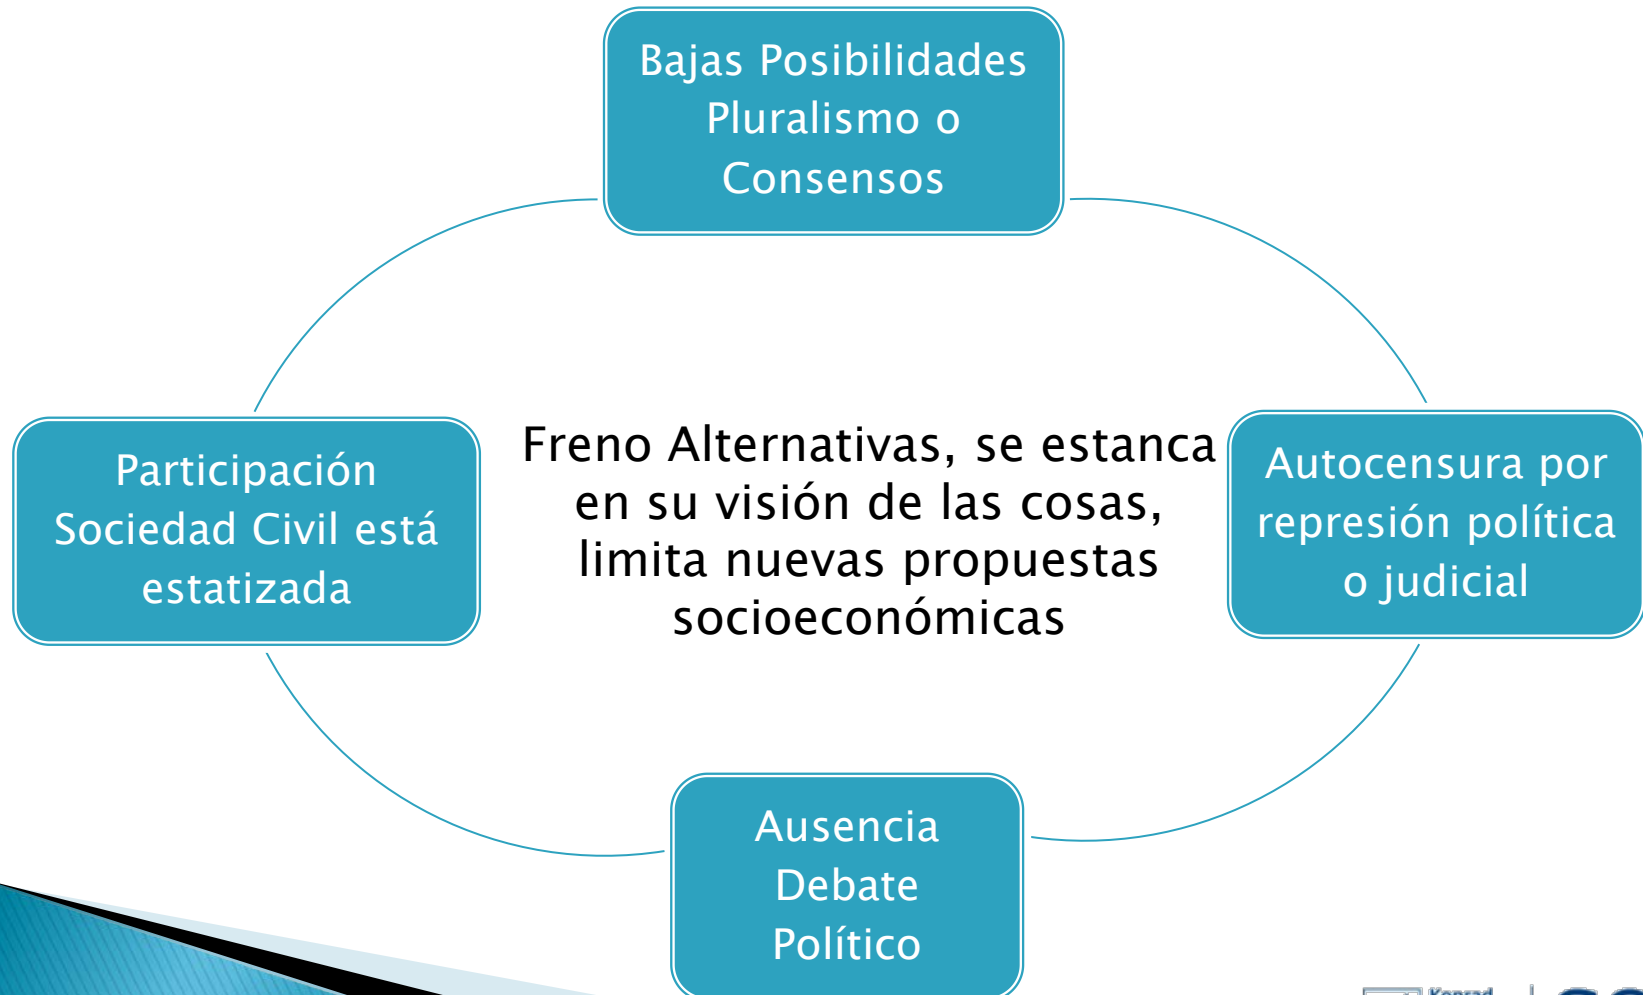 Bajas Posibilidades
Pluralismo o
Consensos
Participación
Sociedad Civil está
estatizada
Freno Alternativas, se estanca
en su visión de las cosas,
limita nuevas propuestas
socioeconómicas
Autocensura por
represión política
o judicial
Ausencia
Debate
Político
Konrad